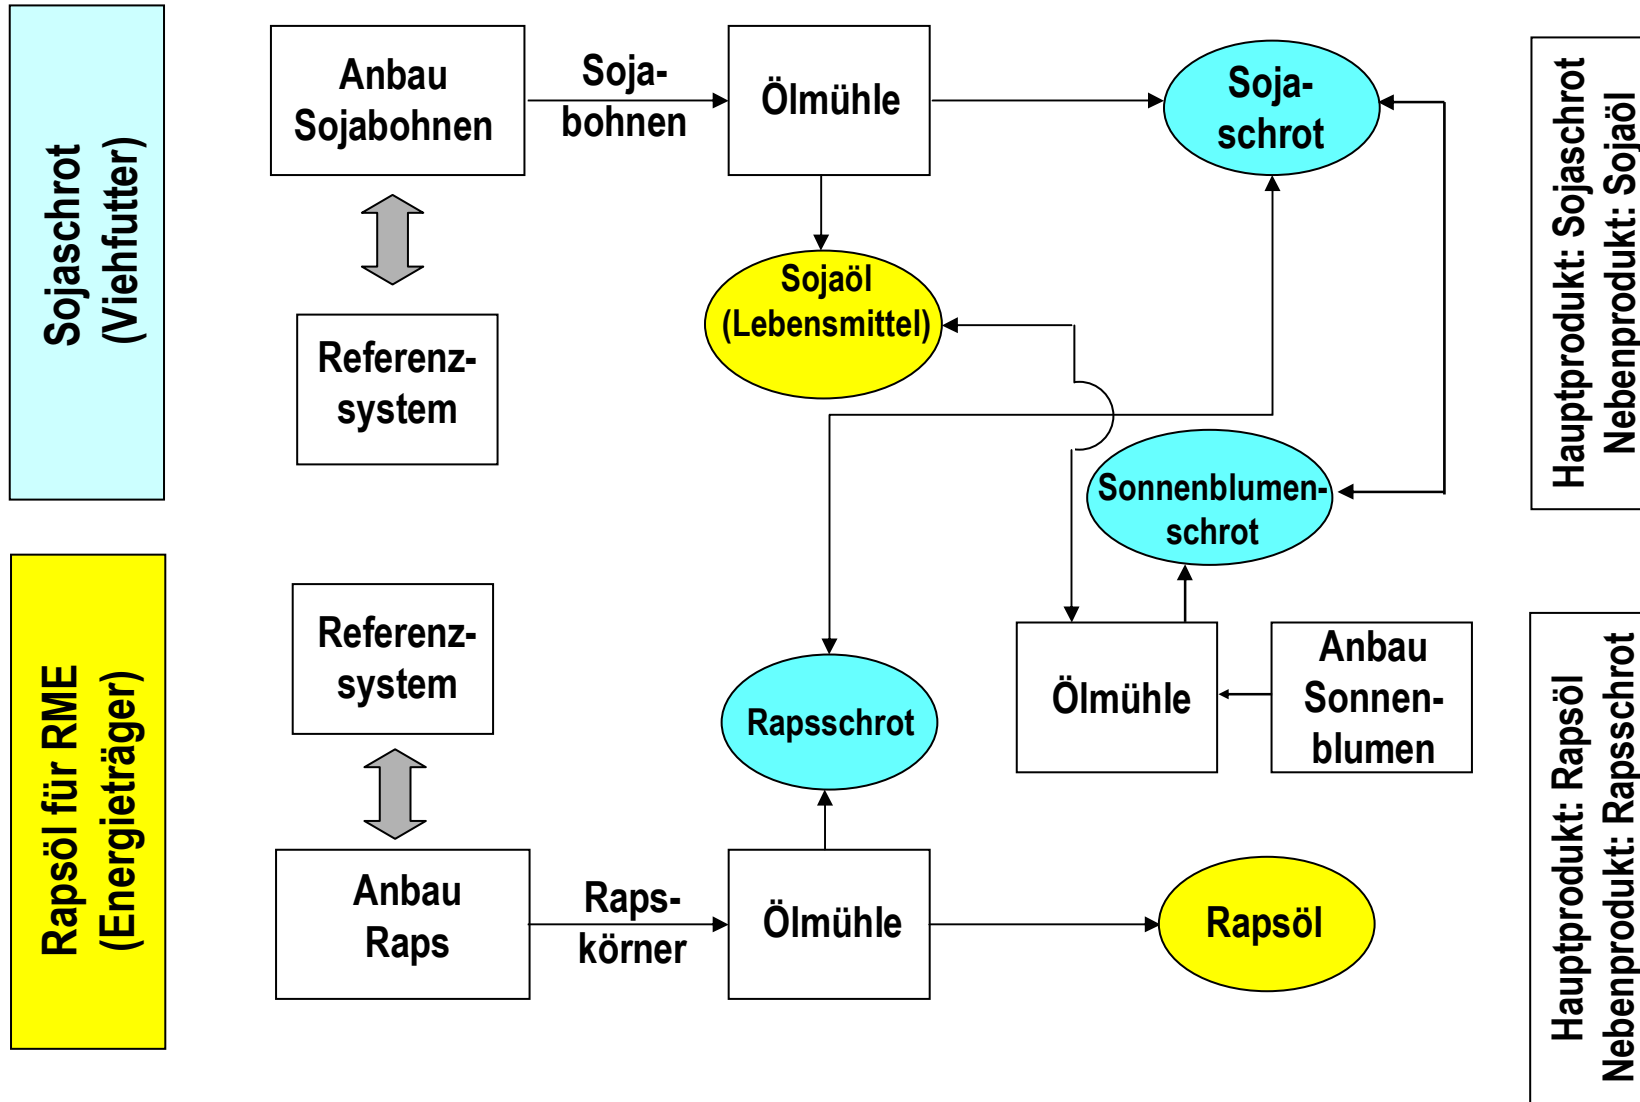 Sojaschrot
(Viehfutter)
Anbau
Sojabohnen
Soja-
bohnen
Ölmühle
Soja-
schrot
Hauptprodukt: Sojaschrot
Nebenprodukt: Sojaöl
Sojaöl
(Lebensmittel)
Referenz-
system
Sonnenblumen-
schrot
Rapsöl für RME
(Energieträger)
Referenz-
system
Rapsschrot
Ölmühle
Anbau
Sonnen-
blumen
Hauptprodukt: Rapsöl
Nebenprodukt: Rapsschrot
Anbau
Raps
Raps-
körner
Ölmühle
Rapsöl